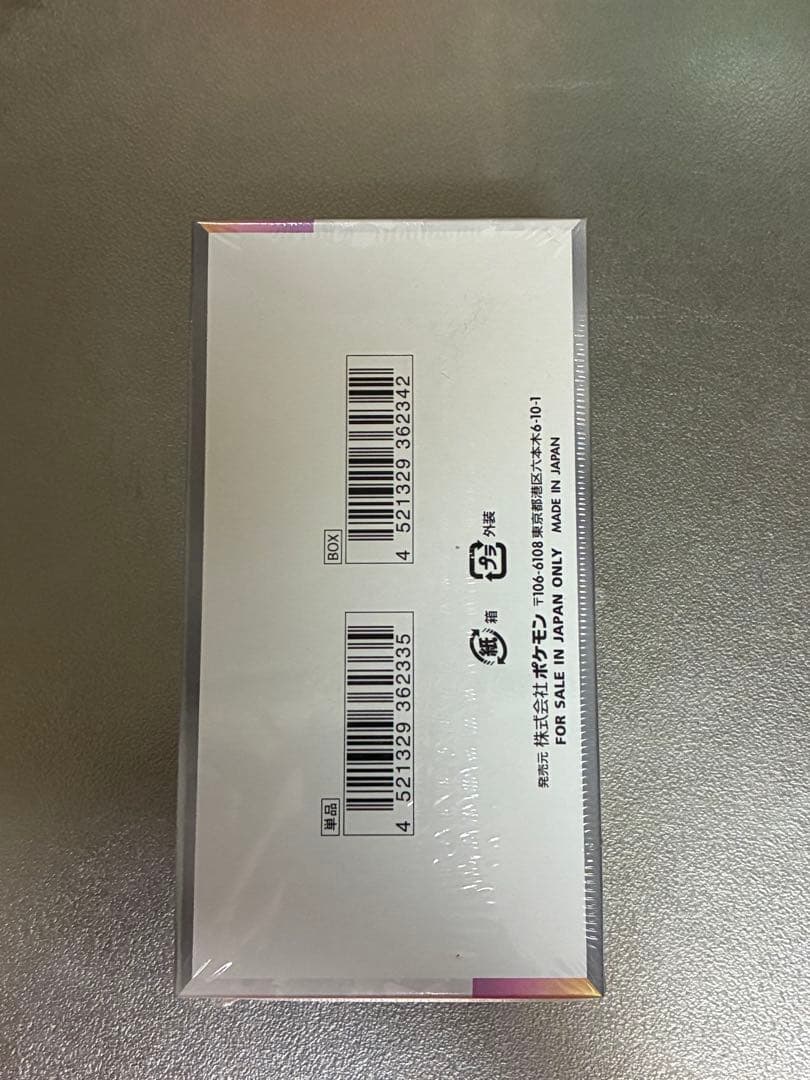 単品
4 521329 362335
BOX
4 521329 362342
紙 箱
プラ 外装
発売元 株式会社ポケモン 〒106-6108 東京都港区六本木6-10-1
FOR SALE IN JAPAN ONLY MADE IN JAPAN